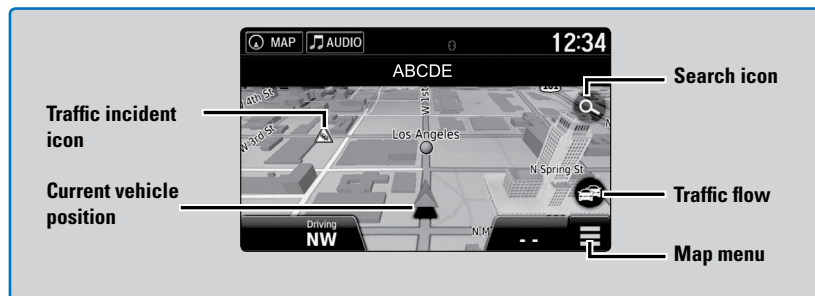 MAP
AUDIO
12:34
ABCDE
Search icon
101
W 4th St
W 1st
Traffic incident
icon
Los Angeles
W 3rd St
N Spring St
Current vehicle
position
Traffic flow
Driving
NW
N M
- -
Map menu